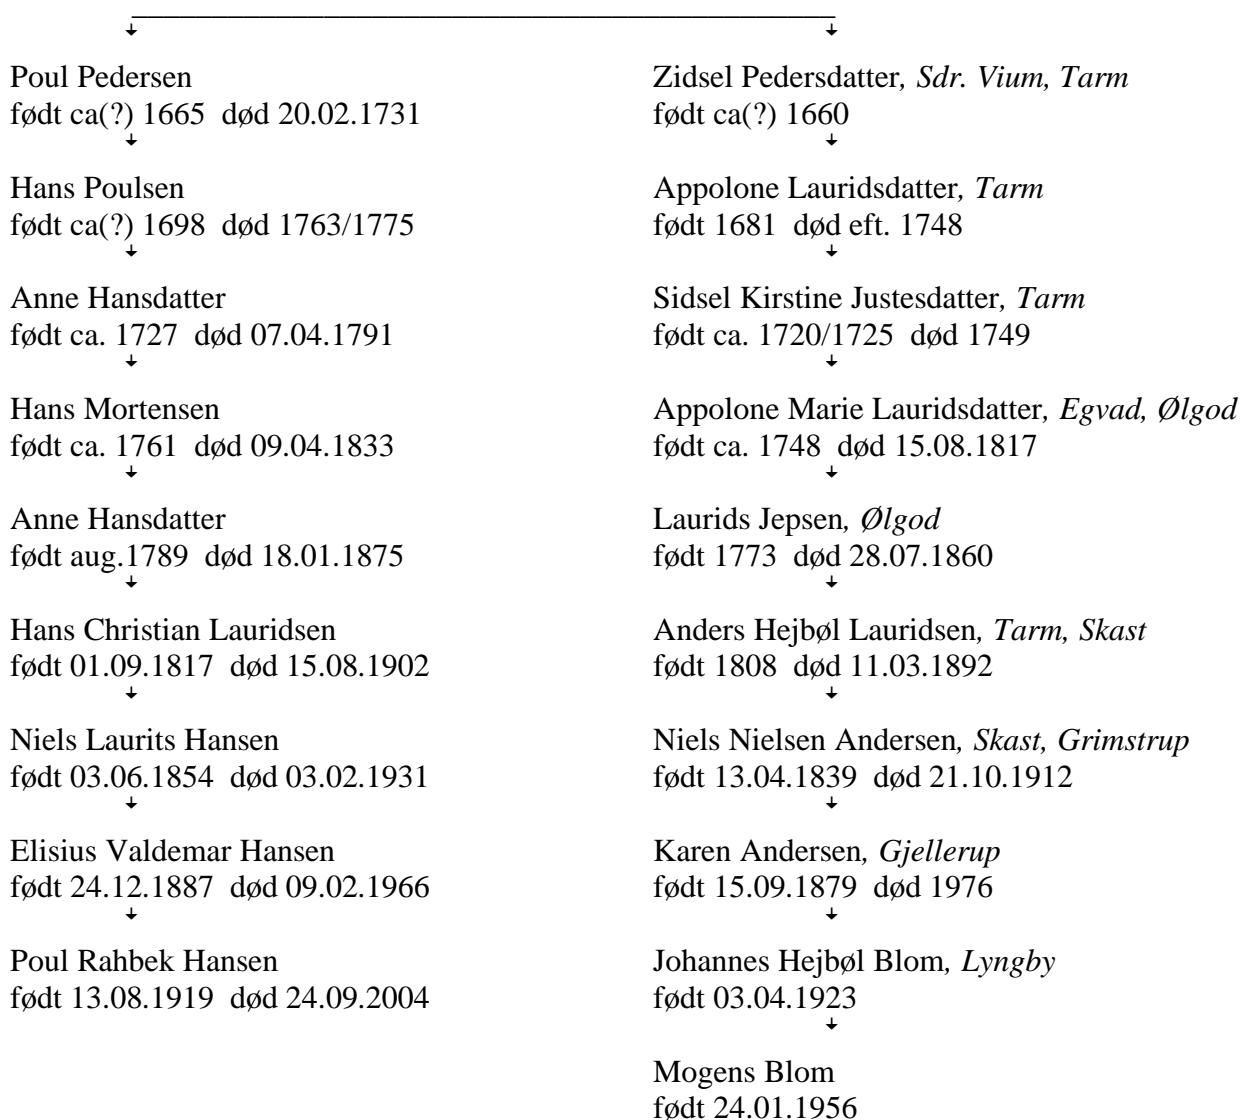 Poul Pedersen
født ca(?) 1665  død 20.02.1731
Hans Poulsen
født ca(?) 1698  død 1763/1775
Anne Hansdatter
født ca. 1727  død 07.04.1791
Hans Mortensen
født ca. 1761  død 09.04.1833
Anne Hansdatter
født aug.1789  død 18.01.1875
Hans Christian Lauridsen
født 01.09.1817  død 15.08.1902
Niels Laurits Hansen
født 03.06.1854  død 03.02.1931
Elisius Valdemar Hansen
født 24.12.1887  død 09.02.1966
Poul Rahbek Hansen
født 13.08.1919  død 24.09.2004
Zidsel Pedersdatter, Sdr. Vium, Tarm
født ca(?) 1660
Appolone Lauridsdatter, Tarm
født 1681  død eft. 1748
Sidsel Kirstine Justesdatter, Tarm
født ca. 1720/1725  død 1749
Appolone Marie Lauridsdatter, Egvad, Ølgod
født ca. 1748  død 15.08.1817
Laurids Jepsen, Ølgod
født 1773  død 28.07.1860
Anders Hejbøl Lauridsen, Tarm, Skast
født 1808  død 11.03.1892
Niels Nielsen Andersen, Skast, Grimstrup
født 13.04.1839  død 21.10.1912
Karen Andersen, Gjellerup
født 15.09.1879  død 1976
Johannes Hejbøl Blom, Lyngby
født 03.04.1923
Mogens Blom
født 24.01.1956